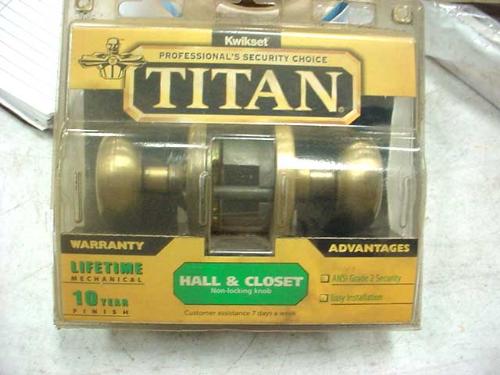 Kwikset
PROFESSIONAL'S SECURITY CHOICE
TITAN
WARRANTY
ADVANTAGES
LIFETIME
MECHANICAL
10 YEAR
FINISH
HALL & CLOSET
Non-locking knob
ANSI Grade 2 Security
Easy Installation
Customer assistance 7 days a week